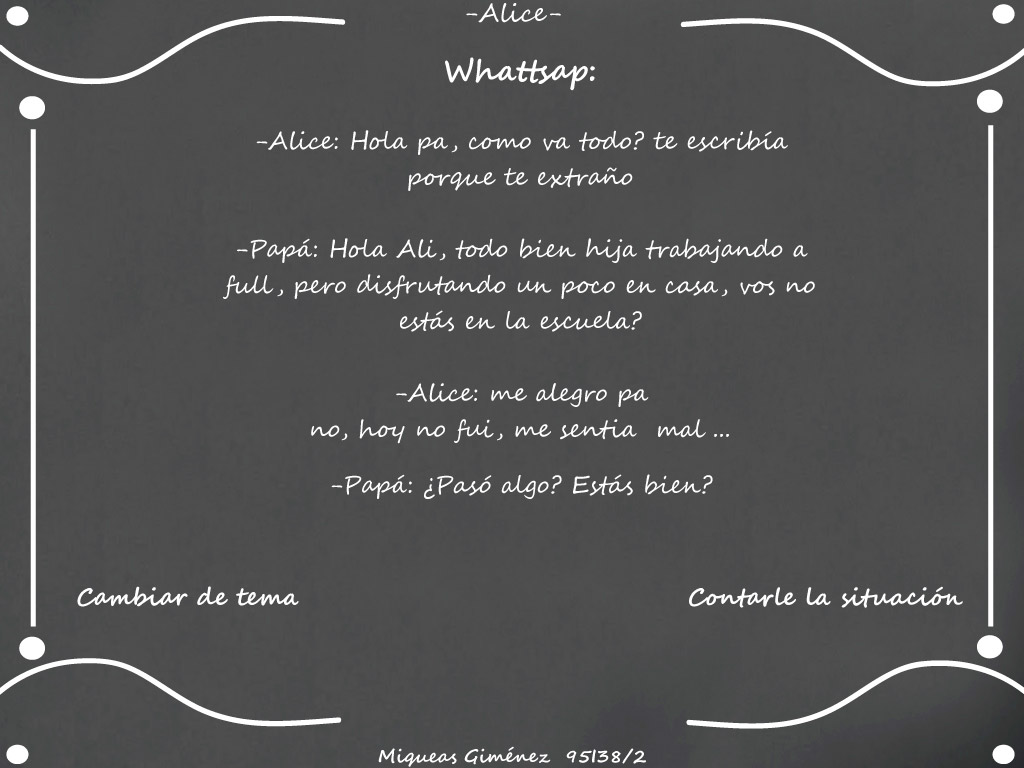 -Alice-
Whattsap:
-Alice: Hola pa, como va todo? te escribía
porque te extraño
-Papá: Hola Ali, todo bien hija trabajando a
full, pero disfrutando un poco en casa, vos no
estás en la escuela?
-Alice: me alegro pa
no, hoy no fui, me sentia mal ...
-Papá: ¿Pasó algo? Estás bien?
Cambiar de tema
Contarle la situación
Miqueas Giménez 95138/2